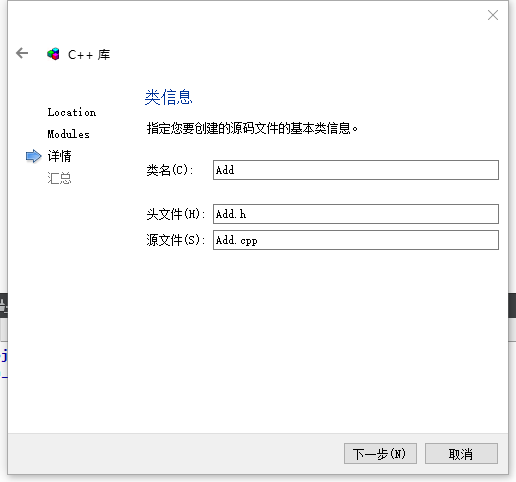 C++ 库
Location
Modules
详情
汇总
类信息
指定您要创建的源码文件的基本类信息。
类名(C): Add
头文件(H): Add.h
源文件(S): Add.cpp
下一步(N)
取消